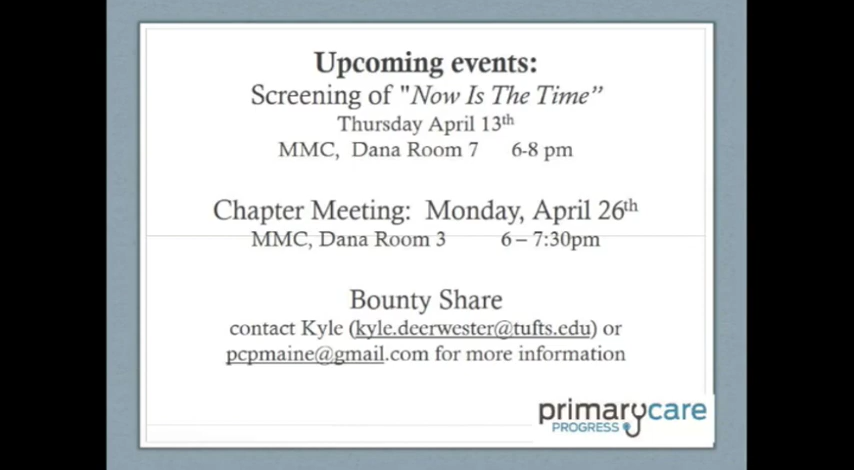 Upcoming events:
Screening of "Now Is The Time”
Thursday April 13th
MMC, Dana Room 7 6-8 pm
Chapter Meeting: Monday, April 26th
MMC, Dana Room 3 6 – 7:30pm
Bounty Share
contact Kyle (kyle.deerwester@tufts.edu) or
pcpmaine@gmail.com for more information
primarycare
PROGRESS